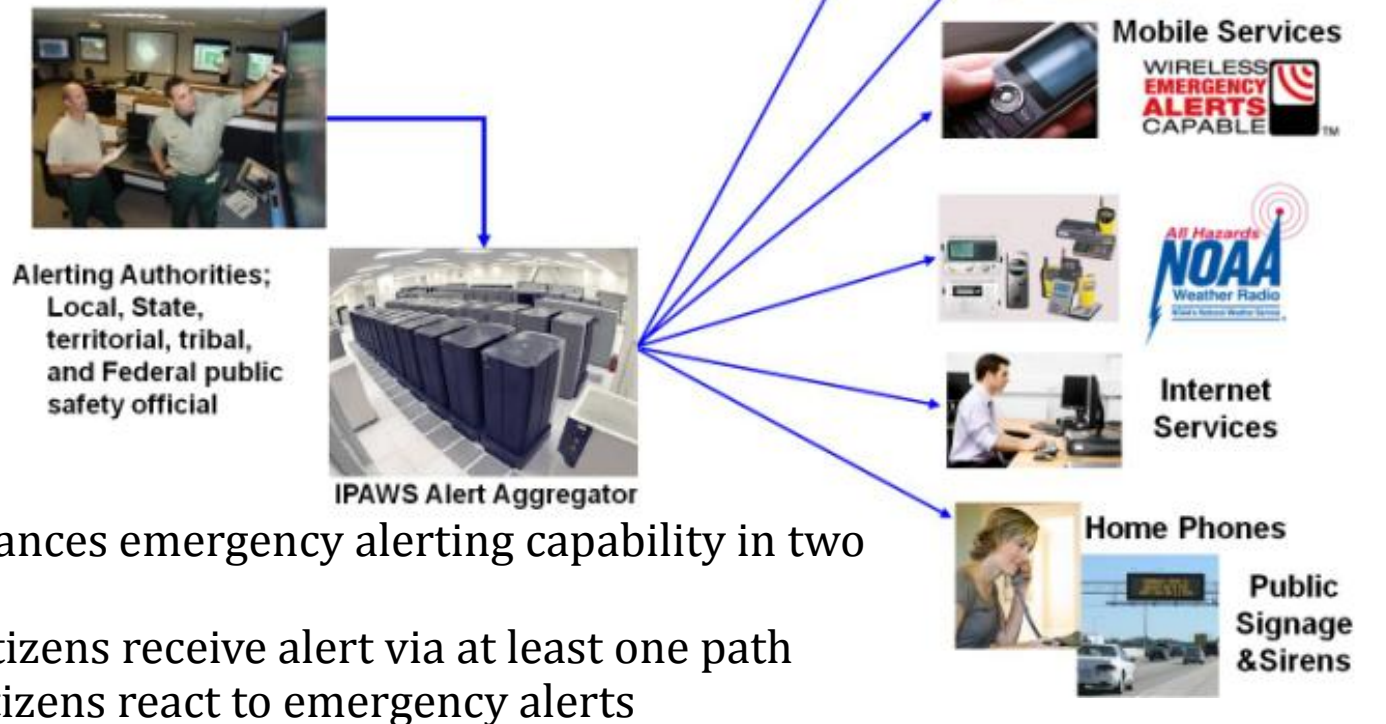 Mobile Services
WIRELESS
EMERGENCY
ALERTS
CAPABLE
TM
All Hazards
NOAA
Weather Radio
Alerting Authorities;
Local, State,
territorial, tribal,
and Federal public
safety official
IPAWS Alert Aggregator
Internet
Services
Home Phones
Public
Signage
&Sirens
ances emergency alerting capability in two
tizens receive alert via at least one path
tizens react to emergency alerts